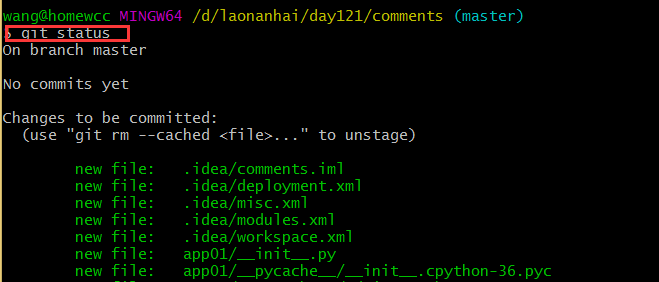 wang@homewcc MINGW64 /d/laonanhai/day121/comments (master)
$ git status
On branch master
No commits yet
Changes to be committed:
(use "git rm --cached <file>..." to unstage)
new file: .idea/comments.iml
new file: .idea/deployment.xml
new file: .idea/misc.xml
new file: .idea/modules.xml
new file: .idea/workspace.xml
new file: app01/__init__.py
new file: app01/__pycache__/__init__.cpython-36.pyc